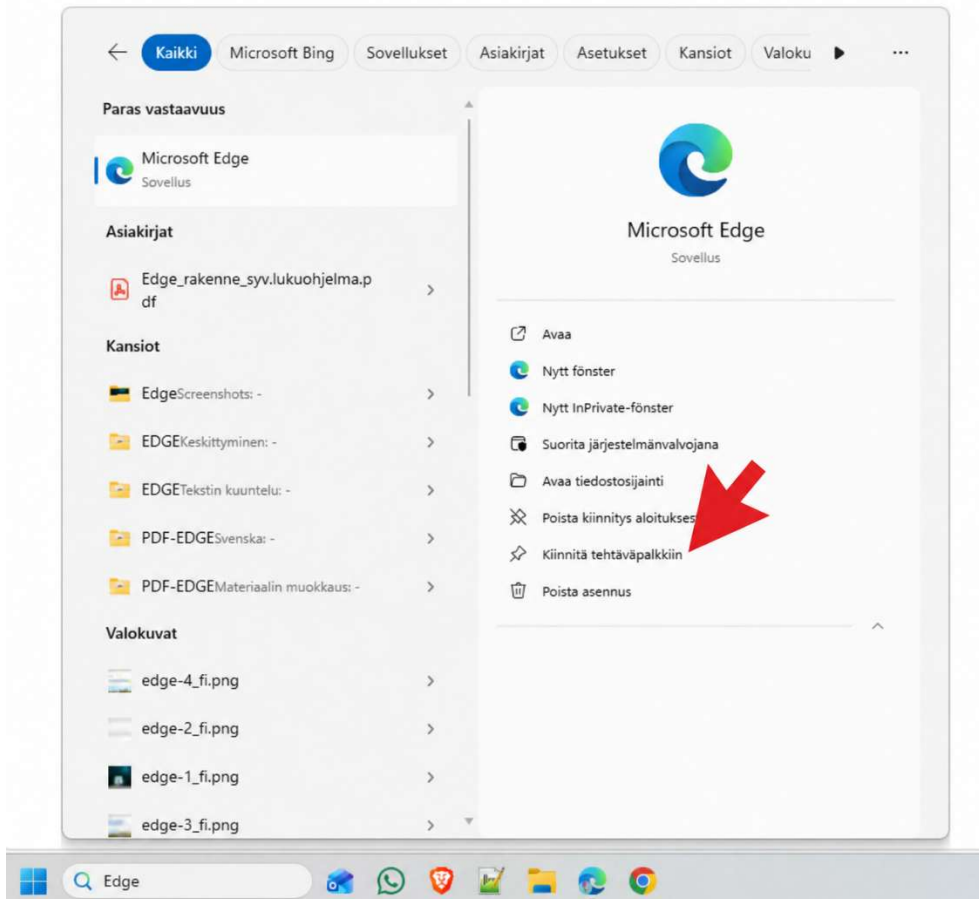 Kaikki
Microsoft Bing
Sovellukset
Asiakirjat
Asetukset
Kansiot
Valoku
Paras vastaavuus
Microsoft Edge
Sovellus
Asiakirjat
Edge_rakenne_syv.lukuohjelma.p
df
Kansiot
EdgeScreenshots: -
EDGEKeskittyminen: -
EDGETekstin kuuntelu: -
PDF-EDGESvenska: -
PDF-EDGEMateriaalin muokkaus: -
Valokuvat
edge-4_fi.png
edge-2_fi.png
edge-1_fi.png
edge-3_fi.png
Microsoft Edge
Sovellus
Avaa
Nytt fönster
Nytt InPrivate-fönster
Suorita järjestelmänvalvojana
Avaa tiedostosijainti
Poista kiinnitys aloitukses
Kiinnitä tehtäväpalkkiin
Poista asennus
Edge